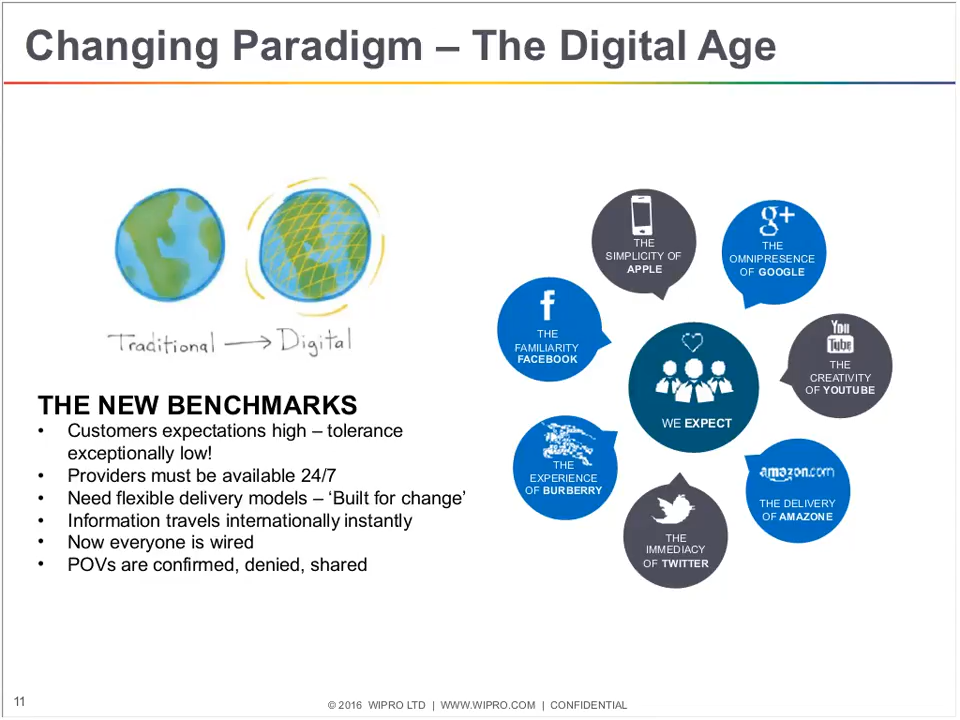 Changing Paradigm – The Digital Age
Traditional → Digital
THE NEW BENCHMARKS
• Customers expectations high – tolerance
exceptionally low!
• Providers must be available 24/7
• Need flexible delivery models – ‘Built for change’
• Information travels internationally instantly
• Now everyone is wired
• POVs are confirmed, denied, shared
THE
SIMPLICITY OF
APPLE
g+
THE
OMNIPRESENCE
OF GOOGLE
f
THE
FAMILIARITY
FACEBOOK
You
Tube
THE
CREATIVITY
OF YOUTUBE
WE EXPECT
THE
EXPERIENCE
OF BURBERRY
amazon.com
THE DELIVERY
OF AMAZONE
THE
IMMEDIACY
OF TWITTER
11
© 2016 WIPRO LTD | WWW.WIPRO.COM | CONFIDENTIAL